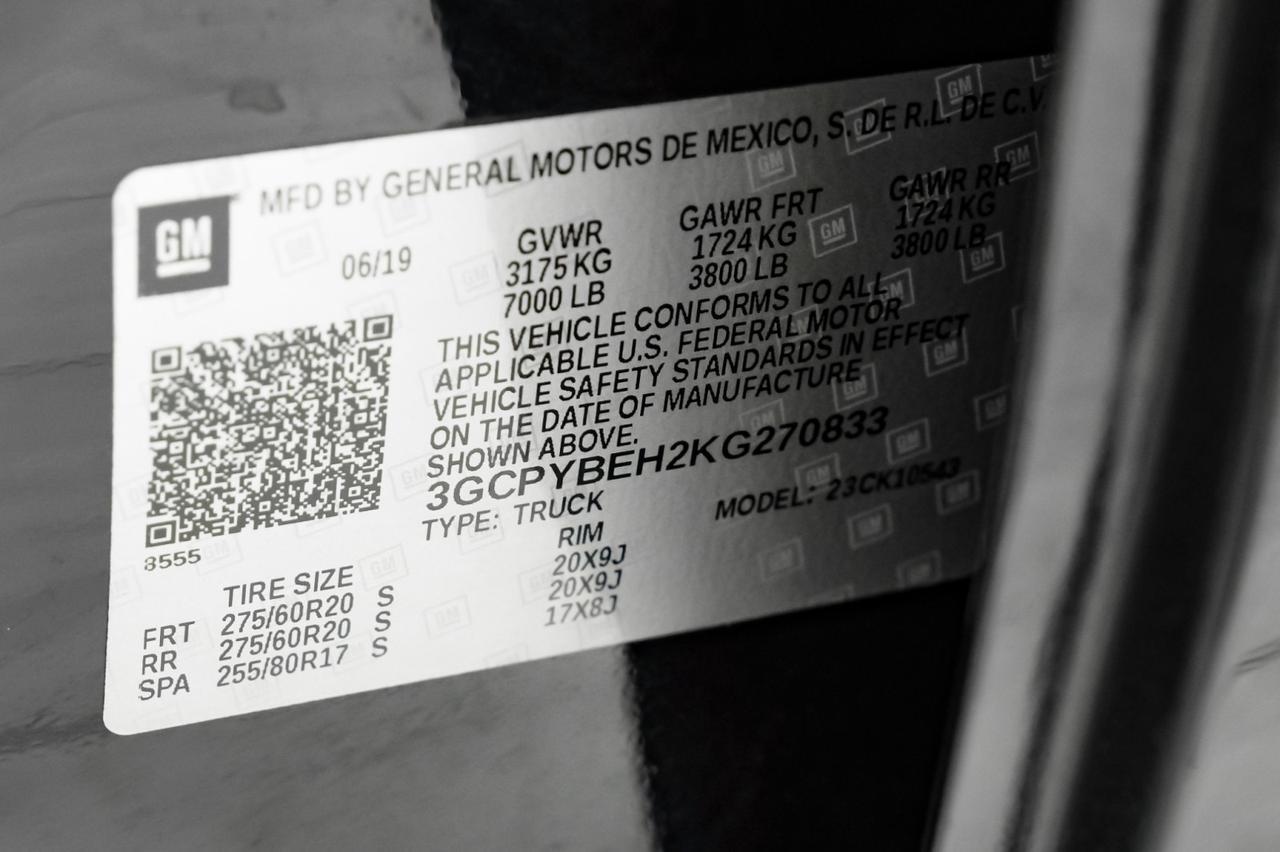 MFD BY GENERAL MOTORS DE MEXICO, S. DE R.L. DE C.V.
GM
06/19
GVWR GAWR FRT GAWR RR
3175 KG 1724 KG 1724 KG
7000 LB 3800 LB 3800 LB
THIS VEHICLE CONFORMS TO ALL
APPLICABLE U.S. FEDERAL MOTOR
VEHICLE SAFETY STANDARDS IN EFFECT
ON THE DATE OF MANUFACTURE
SHOWN ABOVE.
3GCPYBEH2KG270833
TYPE: TRUCK MODEL: 23CK10543
8555
TIRE SIZE RIM
FRT 275/60R20 S 20X9J
RR 275/60R20 S 20X9J
SPA 255/80R17 S 17X8J